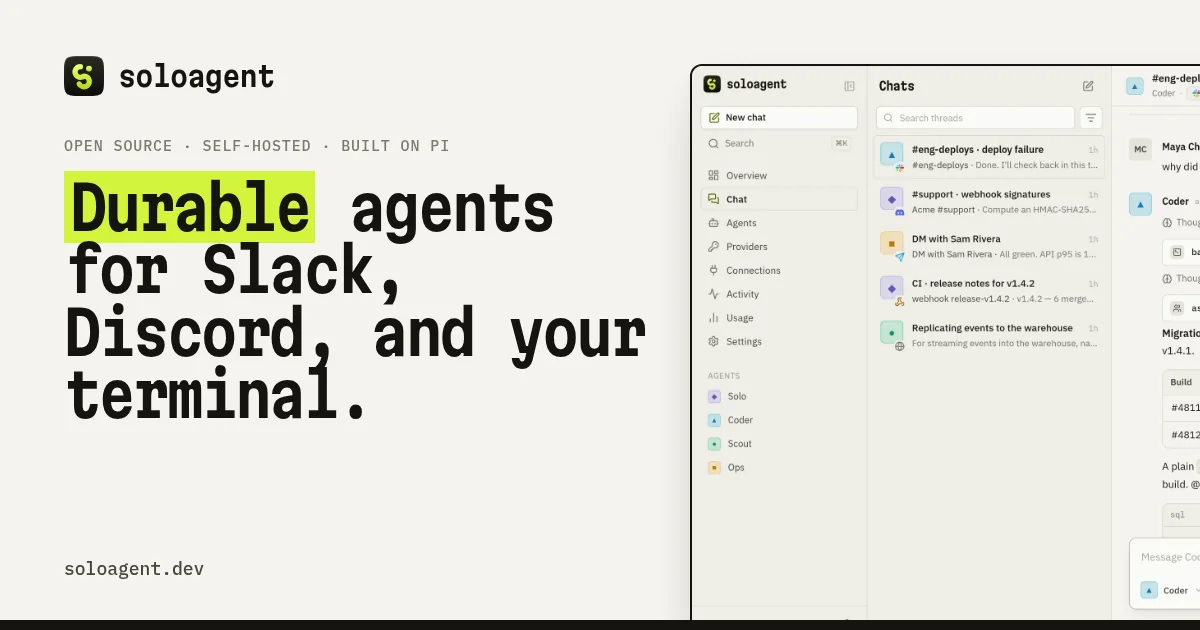 soloagent
OPEN SOURCE · SELF-HOSTED · BUILT ON PI
Durable agents
for Slack,
Discord, and your
terminal.
soloagent.dev
soloagent
New chat
Search ⌘K
Overview
Chat
Agents
Providers
Connections
Activity
Usage
Settings
AGENTS
Solo
Coder
Scout
Ops
Chats
Search threads
#eng-deploys · deploy failure 1h
#eng-deploys · Done. I'll check back in this t...
#support · webhook signatures 1h
Acme #support · Compute an HMAC-SHA25...
DM with Sam Rivera 1h
DM with Sam Rivera · All green. API p95 is 1...
CI · release notes for v1.4.2 1h
webhook release-v1.4.2 · v1.4.2 — 6 merge...
Replicating events to the warehouse 1h
For streaming events into the warehouse, na...
#eng-depl
Coder ·
MC Maya Ch
why did
Coder
Thoug
ba
Thoug
as
Migratio
v1.4.1.
Build
#4811
#4812
A plain
build. @
sql
Message Coc
Coder